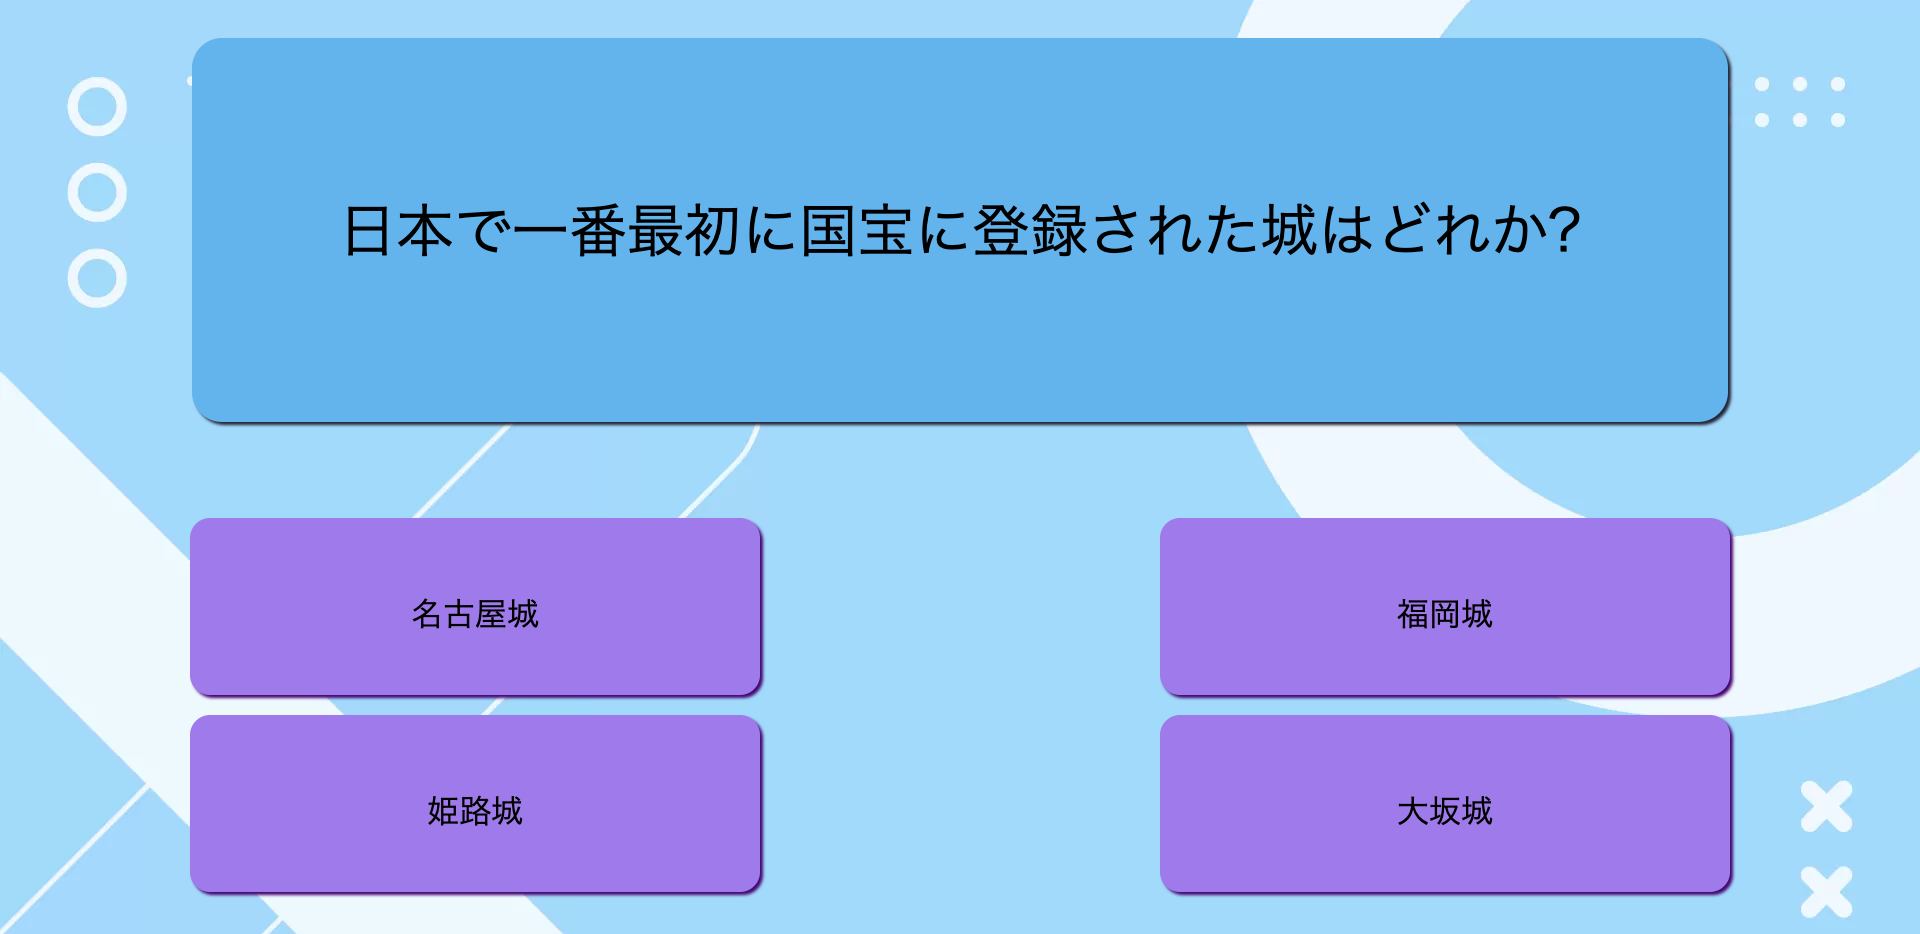 日本で一番最初に国宝に登録された城はどれか?
名古屋城
福岡城
姫路城
大坂城